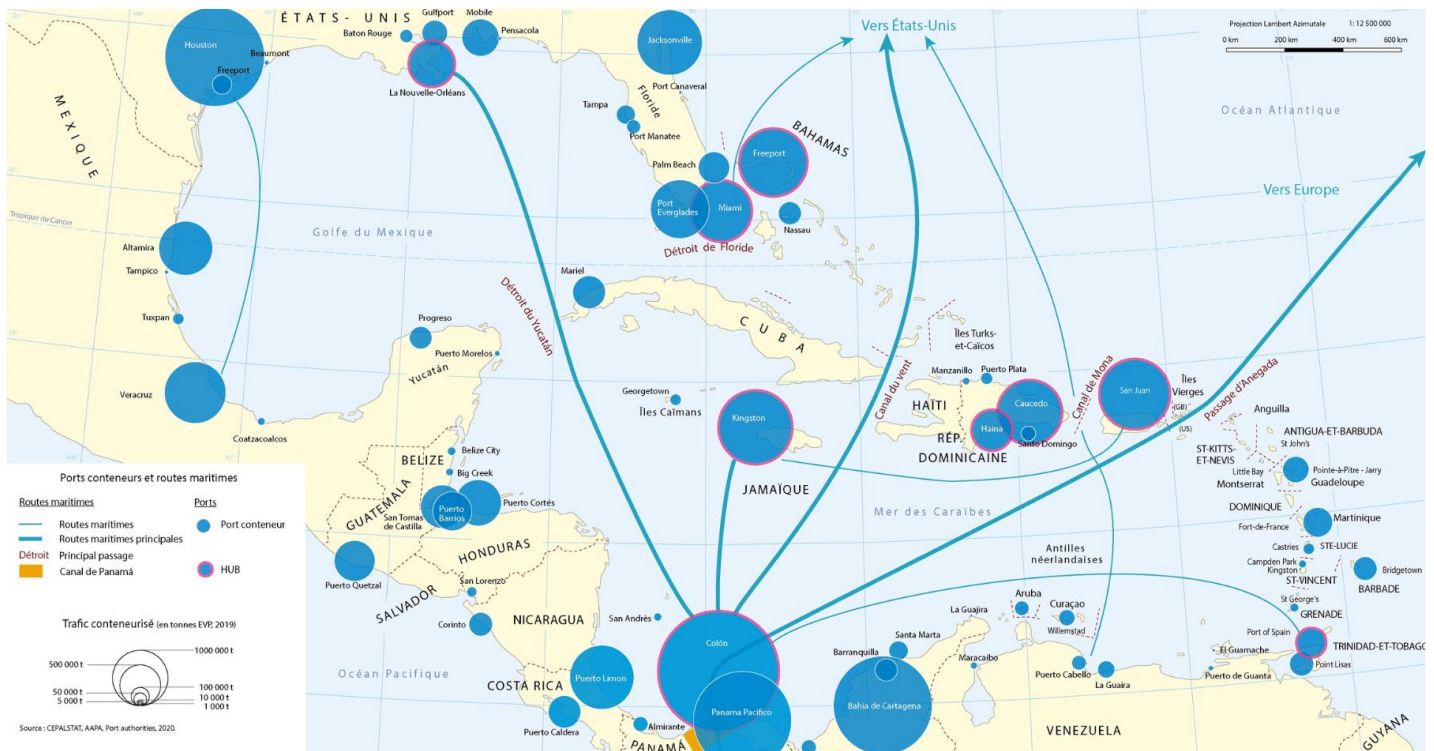 ÉTATS- UNIS
Houston
Beaumont
Freeport
Baton Rouge
Gulfport
Mobile
Pensacola
La Nouvelle-Orléans
Jacksonville
Port Canaveral
Floride
Tampa
Port Manatee
Palm Beach
Port
Everglades
Miami
Freeport
BAHAMAS
Nassau
Détroit de Floride
Vers États-Unis
Projection Lambert Azimutale
1: 12 500 000
0 km
200 km
400 km
600 km
Océan Atlantique
Vers Europe
MEXIQUE
Tropique du Cancer
Golfe du Mexique
Altamira
Tampico
Tuxpan
Veracruz
Coatzacoalcos
Progreso
Puerto Morelos
Yucatán
Détroit du Yucatán
Mariel
CUBA
Georgetown
Îles Caïmans
Kingston
JAMAÏQUE
Canal du vent
Îles Turks-
et-Caïcos
Manzanillo
Puerto Plata
HAÏTI
Haina
Caucedo
Santo Domingo
RÉP.
DOMINICAINE
Canal de Mona
San Juan
Îles
Vierges
(GB)
(US)
Passage d'Anegada
Anguilla
ANTIGUA-ET-BARBUDA
St John's
ST-KITTS-
ET-NEVIS
Little Bay
Montserrat
Pointe-à-Pitre - Jarry
Guadeloupe
DOMINIQUE
Fort-de-France
Martinique
Castries
STE-LUCIE
Campden Park
Kingston
ST-VINCENT
Bridgetown
BARBADE
St George's
GRENADE
Port of Spain
TRINIDAD-ET-TOBAGO
Point Lisas
Mer des Caraïbes
Antilles
néerlandaises
Aruba
Curaçao
Willemstad
La Guajira
Santa Marta
Barranquilla
Bahia de Cartagena
Maracaibo
Puerto Cabello
La Guaira
El Guamache
Puerto de Guanta
VENEZUELA
GUYANA
BELIZE
Belize City
Big Creek
GUATEMALA
San Tomas
de Castilla
Puerto
Barrios
Puerto Cortés
HONDURAS
Puerto Quetzal
SALVADOR
San Lorenzo
Corinto
NICARAGUA
San Andrès
Océan Pacifique
COSTA RICA
Puerto Limon
Puerto Caldera
Almirante
PANAMÁ
Colón
Panama Pacifico
Ports conteneurs et routes maritimes
Routes maritimes
Ports
Routes maritimes
Routes maritimes principales
Détroit
Principal passage
Canal de Panamá
Port conteneur
HUB
Trafic conteneurisé (en tonnes EVP, 2019)
1000 000 t
500 000 t
100 000 t
50 000 t
10 000 t
5 000 t
1 000 t
Source : CEPALSTAT, AAPA, Port authorities, 2020.